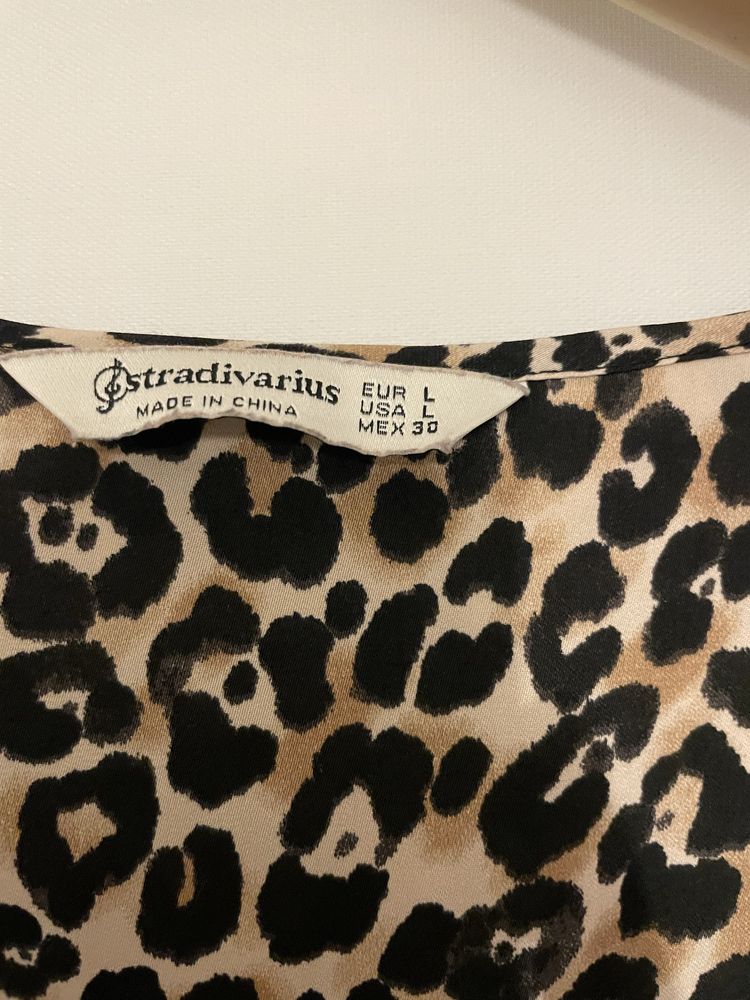 stradivarius
MADE IN CHINA
EUR L
USA L
MEX 30